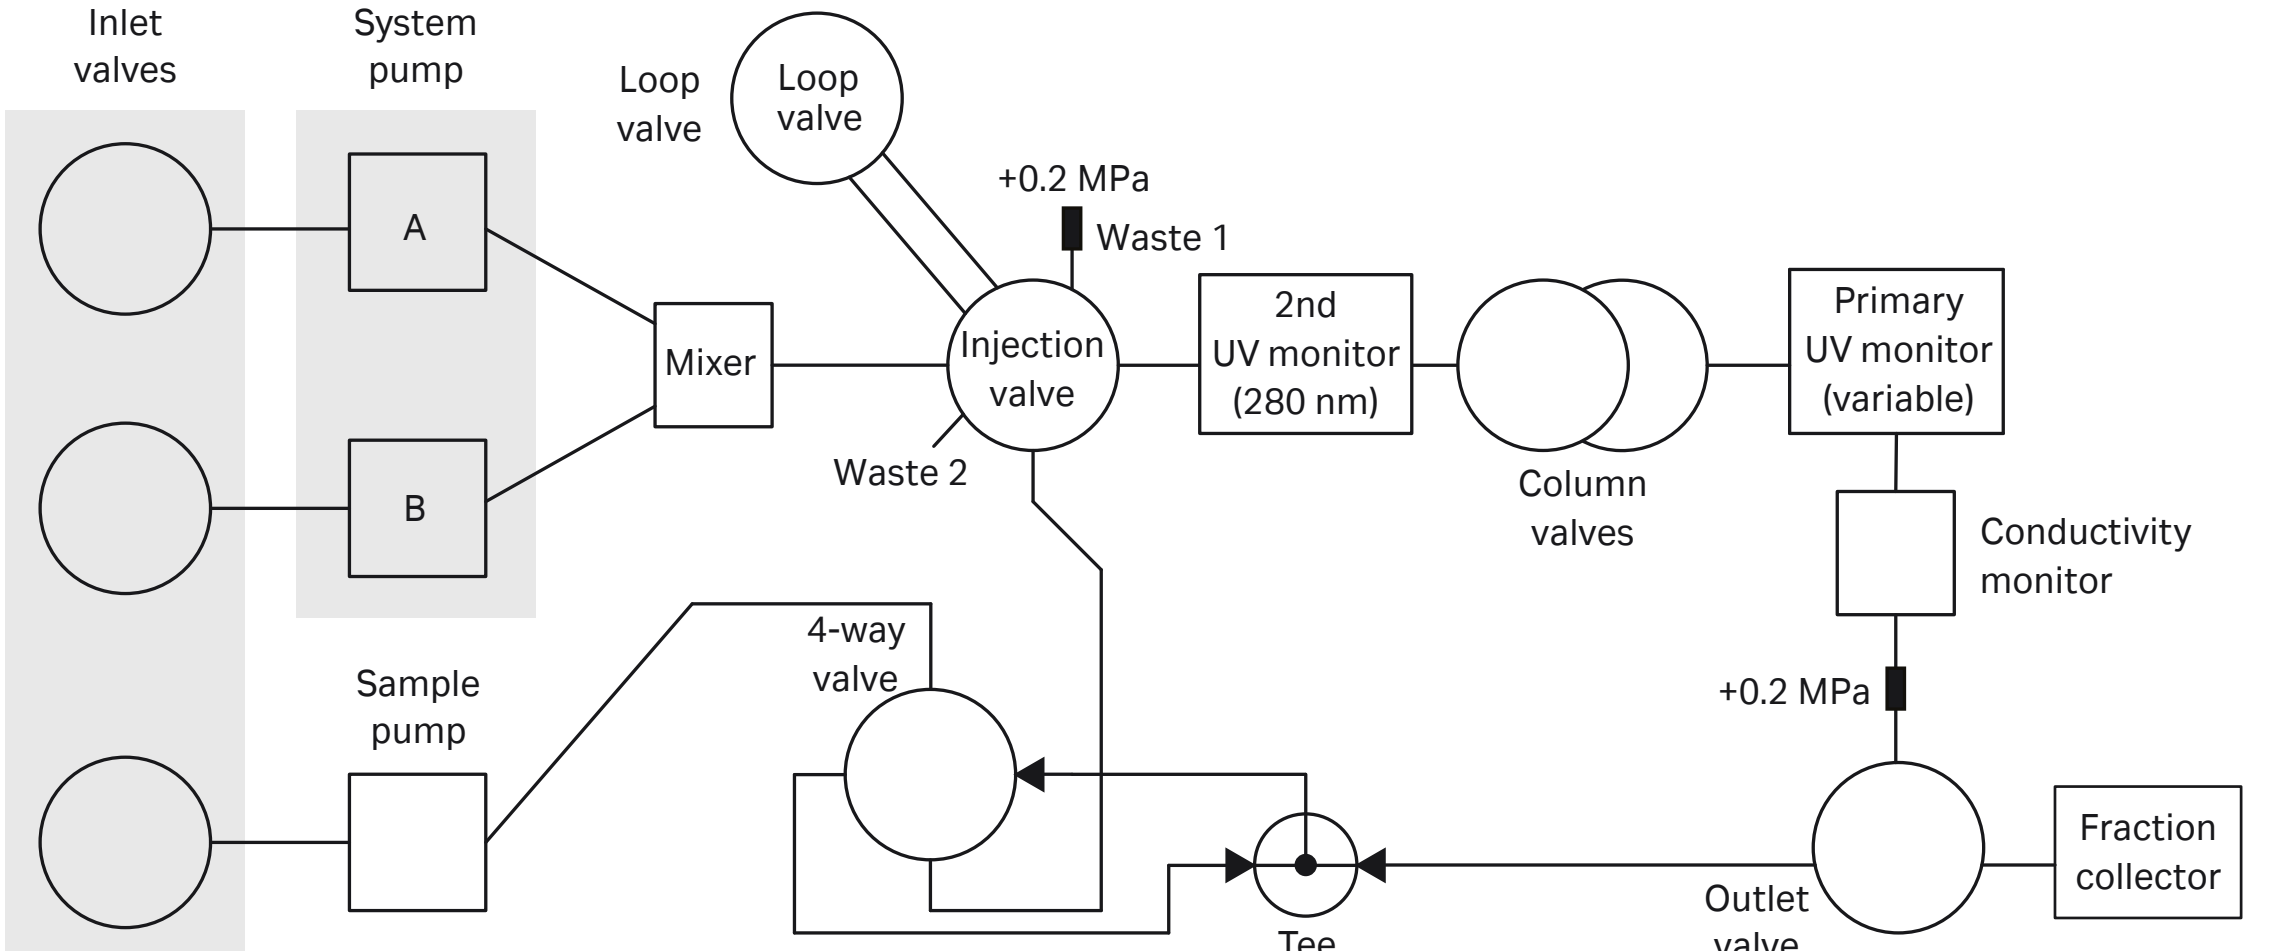 Inlet
valves
System
pump
Loop
valve
Loop
valve
+0.2 MPa
Waste 1
A
B
Mixer
Injection
valve
2nd
UV monitor
(280 nm)
Primary
UV monitor
(variable)
Waste 2
Column
valves
Conductivity
monitor
4-way
valve
Sample
pump
+0.2 MPa
Fraction
collector
Outlet
valve
Tee